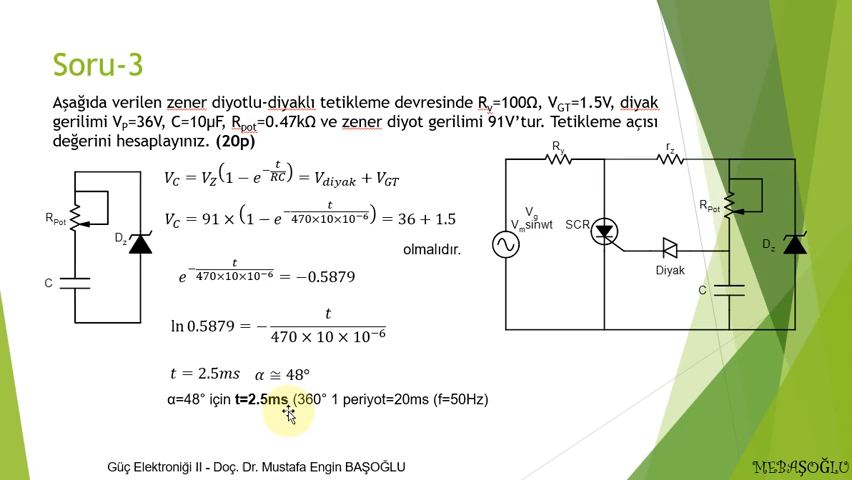 Soru-3
Aşağıda verilen zener diyotlu-diyaklı tetikleme devresinde Ry=100Ω, VGT=1.5V, diyak
gerilimi VP=36V, C=10µF, Rpot=0.47kΩ ve zener diyot gerilimi 91V'tur. Tetikleme açısı
değerini hesaplayınız. (20p)
VC = VZ(1 − e^(−t/RC)) = Vdiyak + VGT
VC = 91 × (1 − e^(−t/(470×10×10⁻⁶))) = 36 + 1.5
olmalıdır.
e^(−t/(470×10×10⁻⁶)) = −0.5879
ln 0.5879 = − t/(470 × 10 × 10⁻⁶)
t = 2.5ms α ≅ 48°
α=48° için t=2.5ms (360° 1 periyot=20ms (f=50Hz)
RPot
Dz
C
Ry
rz
Vg
Vmsinwt
SCR
Diyak
RPot
Dz
C
Güç Elektroniği II - Doç. Dr. Mustafa Engin BAŞOĞLU
MEBAŞOĞLU